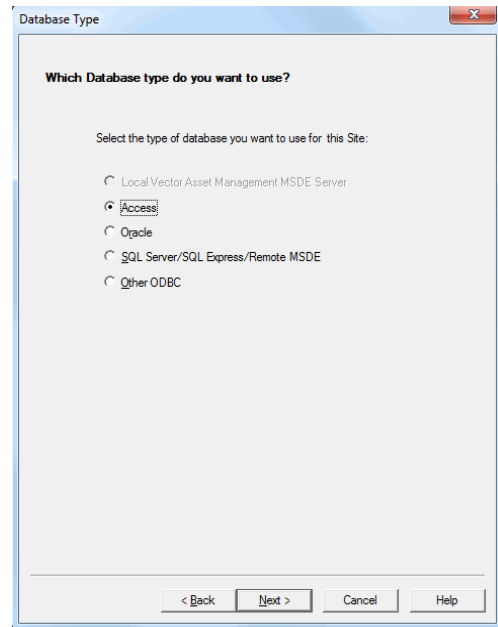 Database Type
Which Database type do you want to use?
Select the type of database you want to use for this Site:
Local Vector Asset Management MSDE Server
Access
Oracle
SQL Server/SQL Express/Remote MSDE
Other ODBC
< Back Next > Cancel Help